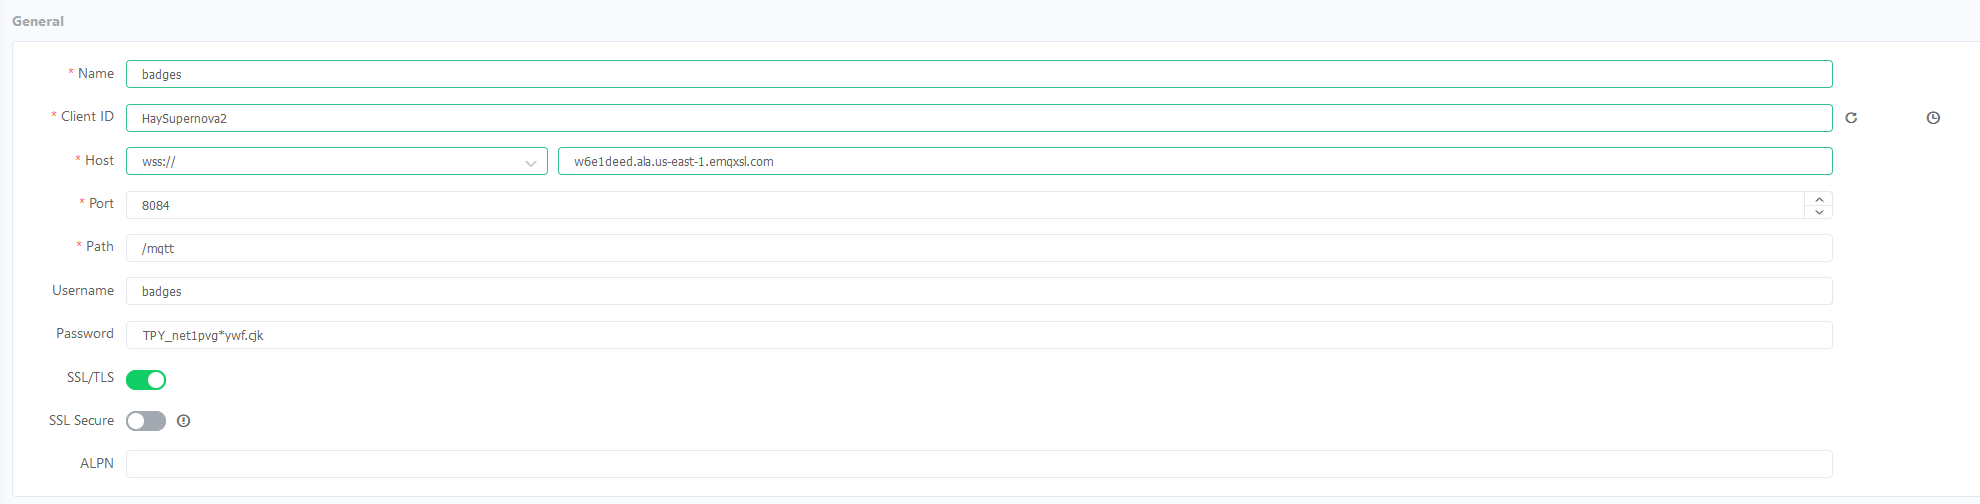 General
* Name badges
* Client ID HaySupernova2
* Host wss:// w6e1deed.ala.us-east-1.emqxsl.com
* Port 8084
* Path /mqtt
Username badges
Password TPY_net1pvg*ywf.cjk
SSL/TLS
SSL Secure
ALPN